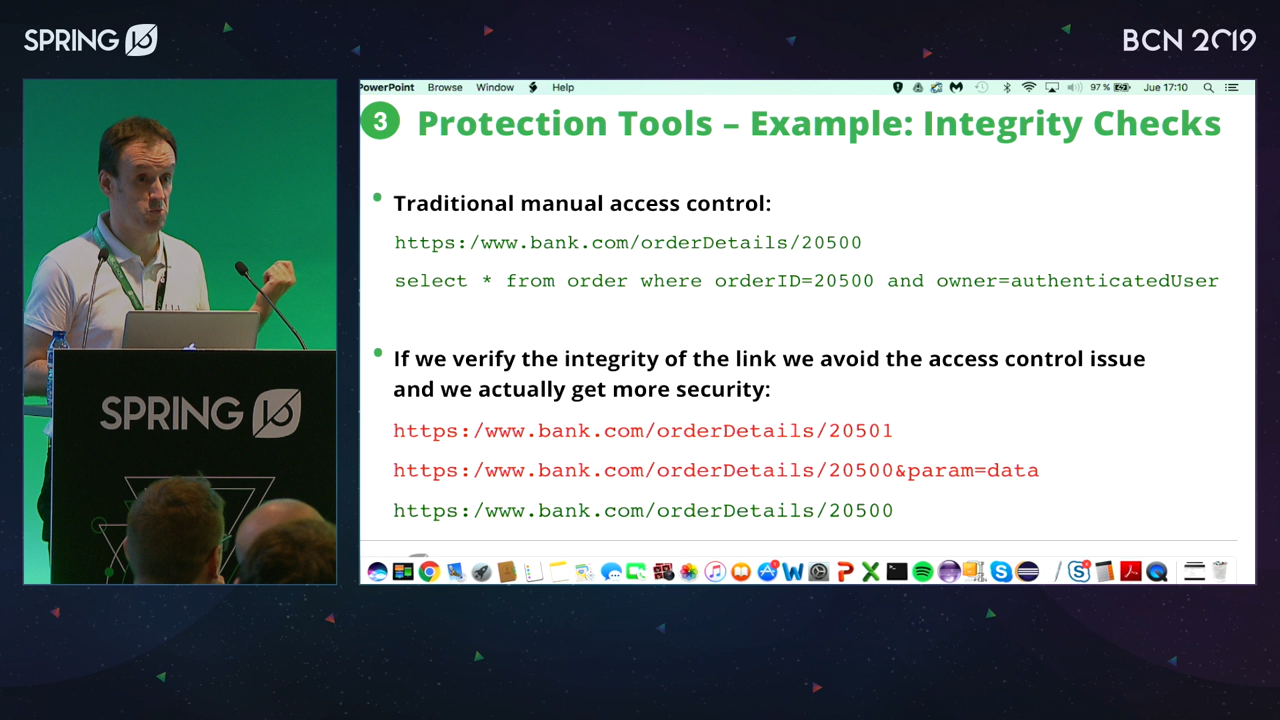 SPRING IO
BCN 2019
PowerPoint Browse Window Help
97 % Jue 17:10
3 Protection Tools – Example: Integrity Checks
• Traditional manual access control:
https:/www.bank.com/orderDetails/20500
select * from order where orderID=20500 and owner=authenticatedUser
• If we verify the integrity of the link we avoid the access control issue
and we actually get more security:
https:/www.bank.com/orderDetails/20501
https:/www.bank.com/orderDetails/20500&param=data
https:/www.bank.com/orderDetails/20500
SPRING IO